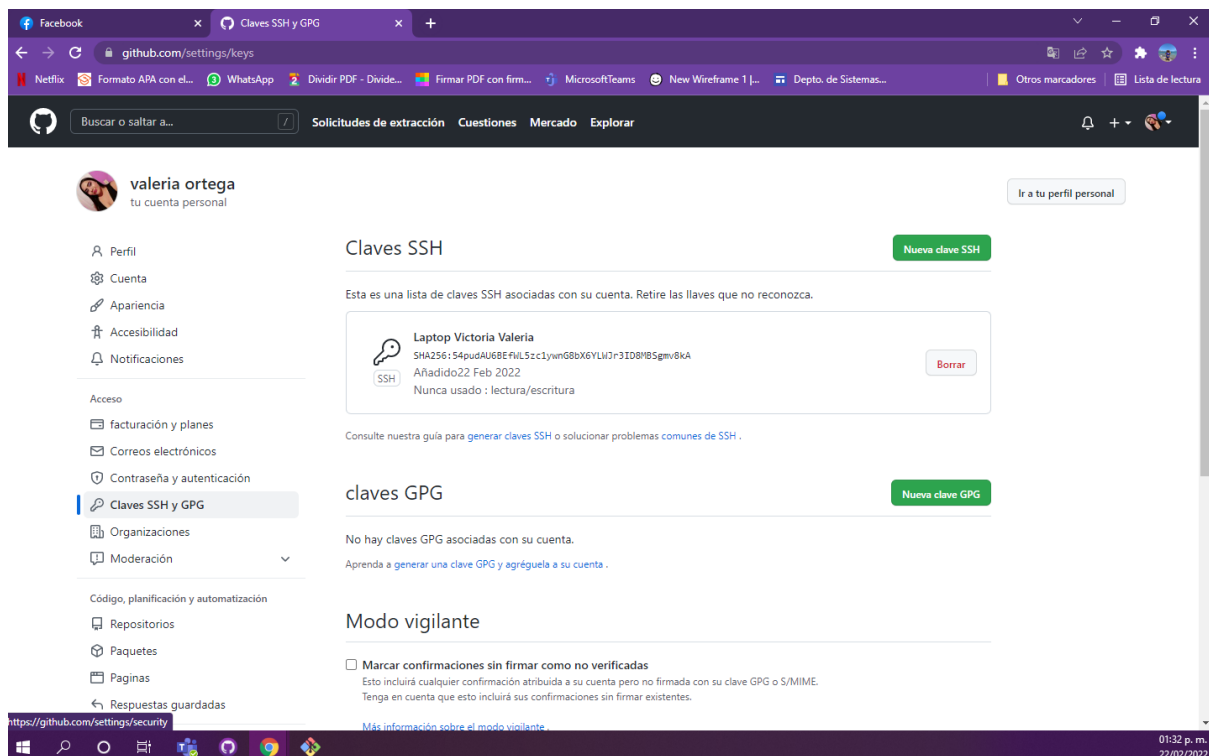 Facebook
Claves SSH y GPG
github.com/settings/keys
Netflix
Formato APA con el...
WhatsApp
Dividir PDF - Divide...
Firmar PDF con firm...
MicrosoftTeams
New Wireframe 1 |...
Depto. de Sistemas...
Otros marcadores
Lista de lectura
Buscar o saltar a...
/
Solicitudes de extracción Cuestiones Mercado Explorar
valeria ortega
tu cuenta personal
Ir a tu perfil personal
Perfil
Cuenta
Apariencia
Accesibilidad
Notificaciones
Acceso
facturación y planes
Correos electrónicos
Contraseña y autenticación
Claves SSH y GPG
Organizaciones
Moderación
Código, planificación y automatización
Repositorios
Paquetes
Paginas
Respuestas guardadas
Claves SSH
Nueva clave SSH
Esta es una lista de claves SSH asociadas con su cuenta. Retire las llaves que no reconozca.
Laptop Victoria Valeria
SHA256:54pudAU6BEfWL5zc1ywnG8bX6YLWJr3ID8MBSgmv8kA
SSH
Añadido22 Feb 2022
Nunca usado : lectura/escritura
Borrar
Consulte nuestra guía para generar claves SSH o solucionar problemas comunes de SSH .
claves GPG
Nueva clave GPG
No hay claves GPG asociadas con su cuenta.
Aprenda a generar una clave GPG y agréguela a su cuenta .
Modo vigilante
Marcar confirmaciones sin firmar como no verificadas
Esto incluirá cualquier confirmación atribuida a su cuenta pero no firmada con su clave GPG o S/MIME.
Tenga en cuenta que esto incluirá sus confirmaciones sin firmar existentes.
Más información sobre el modo vigilante .
https://github.com/settings/security
01:32 p. m.
22/02/2022